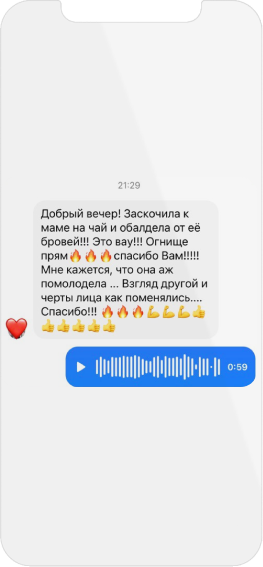 21:29
Добрый вечер! Заскочила к
маме на чай и обалдела от её
бровей!!! Это вау!!! Огнище
прям🔥🔥🔥спасибо Вам!!!!!
Мне кажется, что она аж
помолодела ... Взгляд другой и
черты лица как поменялись....
Спасибо!!! 🔥🔥🔥💪💪💪👍
👍👍👍👍👍
0:59